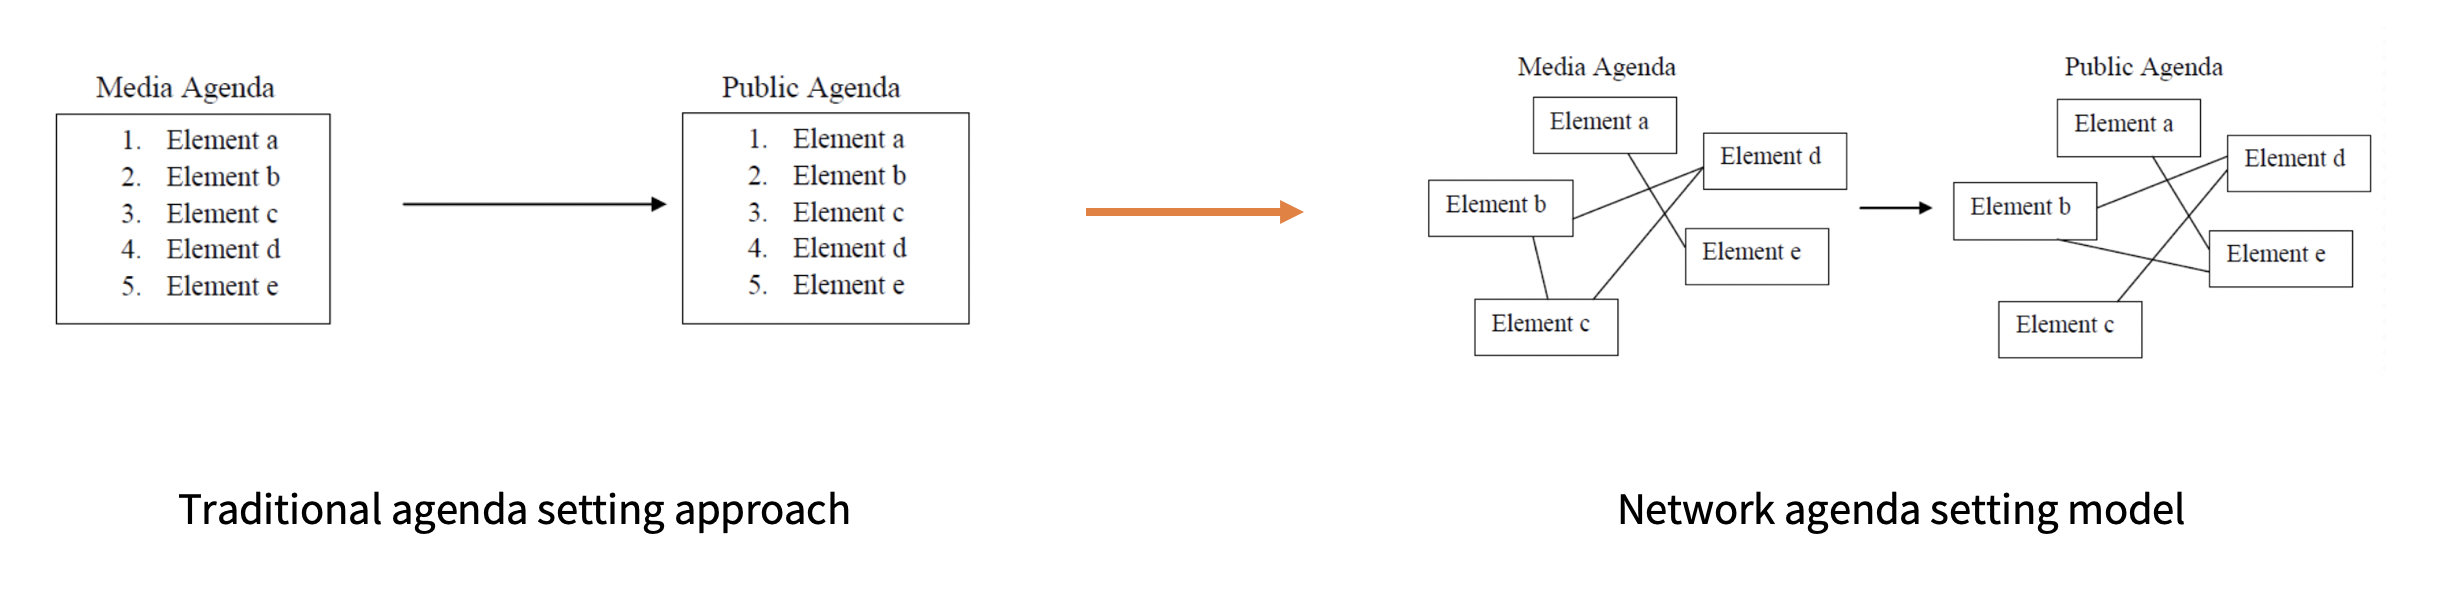 Media Agenda
1. Element a
2. Element b
3. Element c
4. Element d
5. Element e
Public Agenda
1. Element a
2. Element b
3. Element c
4. Element d
5. Element e
Traditional agenda setting approach
Media Agenda
Element a
Element d
Element b
Element e
Element c
Public Agenda
Element a
Element d
Element b
Element e
Element c
Network agenda setting model